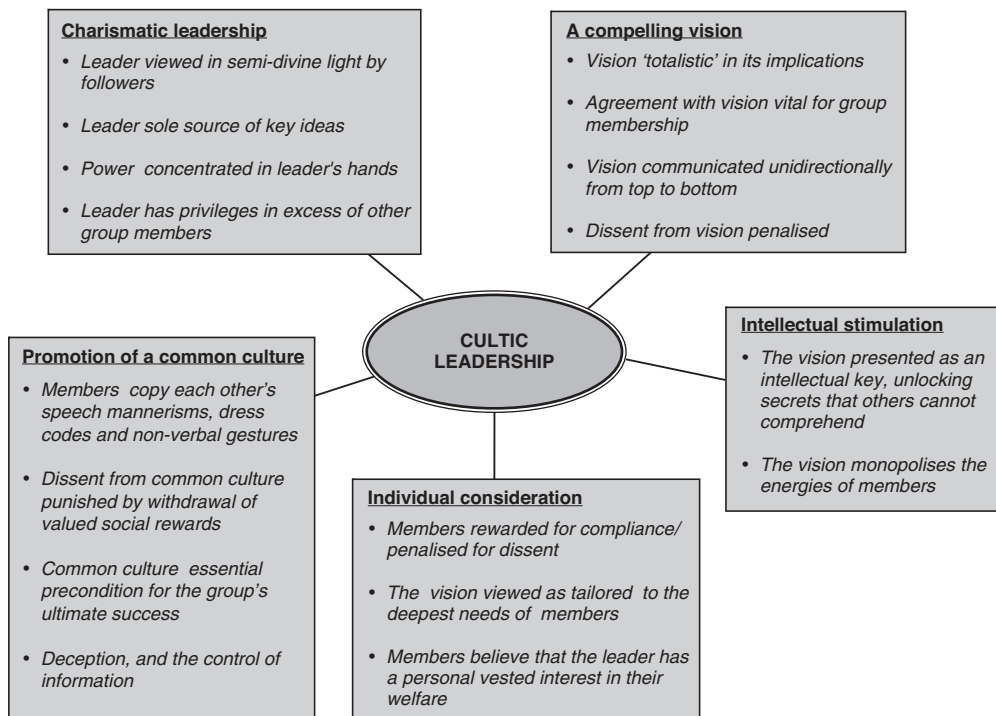 Charismatic leadership
• Leader viewed in semi-divine light by
followers
• Leader sole source of key ideas
• Power concentrated in leader's hands
• Leader has privileges in excess of other
group members
A compelling vision
• Vision ‘totalistic’ in its implications
• Agreement with vision vital for group
membership
• Vision communicated unidirectionally
from top to bottom
• Dissent from vision penalised
CULTIC
LEADERSHIP
Promotion of a common culture
• Members copy each other’s
speech mannerisms, dress
codes and non-verbal gestures
• Dissent from common culture
punished by withdrawal of
valued social rewards
• Common culture essential
precondition for the group’s
ultimate success
• Deception, and the control of
information
Individual consideration
• Members rewarded for compliance/
penalised for dissent
• The vision viewed as tailored to the
deepest needs of members
• Members believe that the leader has
a personal vested interest in their
welfare
Intellectual stimulation
• The vision presented as an
intellectual key, unlocking
secrets that others cannot
comprehend
• The vision monopolises the
energies of members